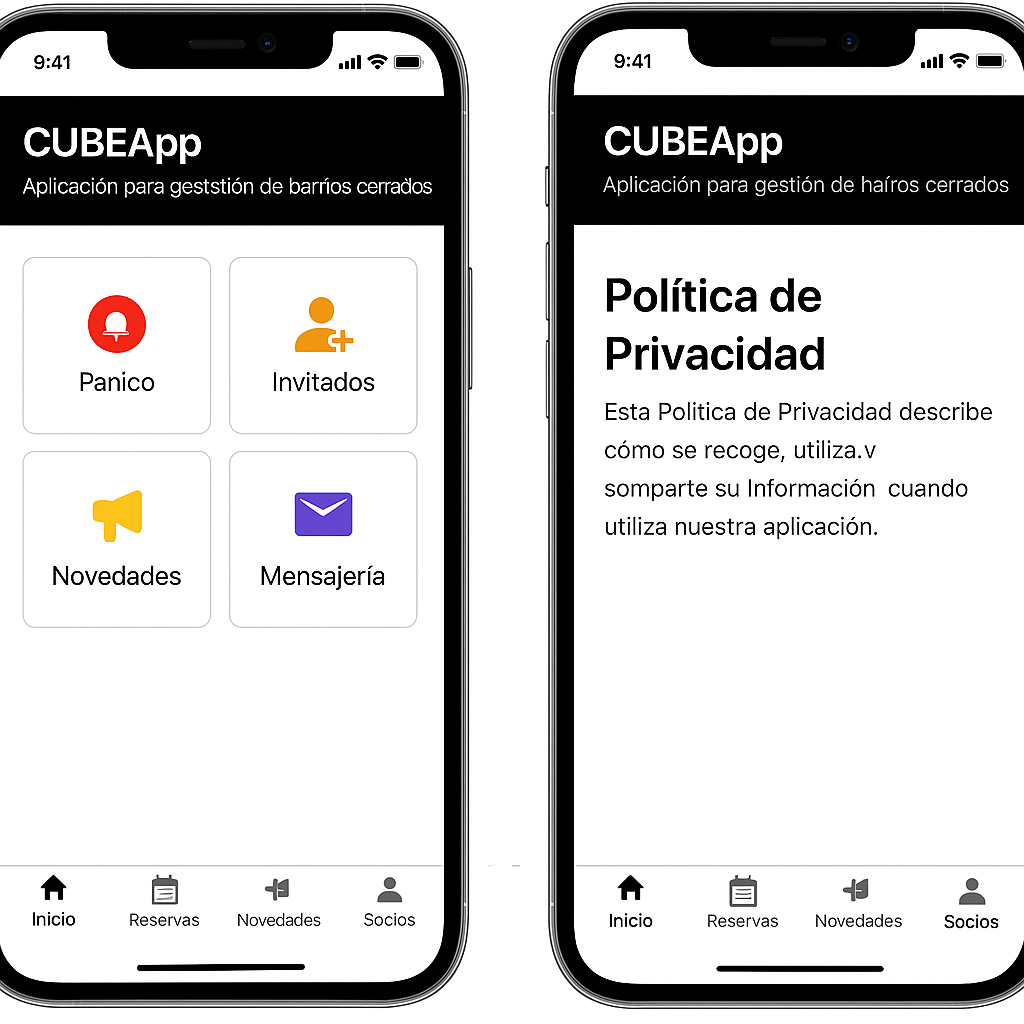 9:41
CUBEApp
Aplicación para geststión de barríos cerrados
Panico
Invitados
Novedades
Mensajería
Inicio
Reservas
Novedades
Socios
9:41
CUBEApp
Aplicación para gestión de haíros cerrados
Política de
Privacidad
Esta Politica de Privacidad describe
cómo se recoge, utiliza.v
somparte su Información cuando
utiliza nuestra aplicación.
Inicio
Reservas
Novedades
Socios